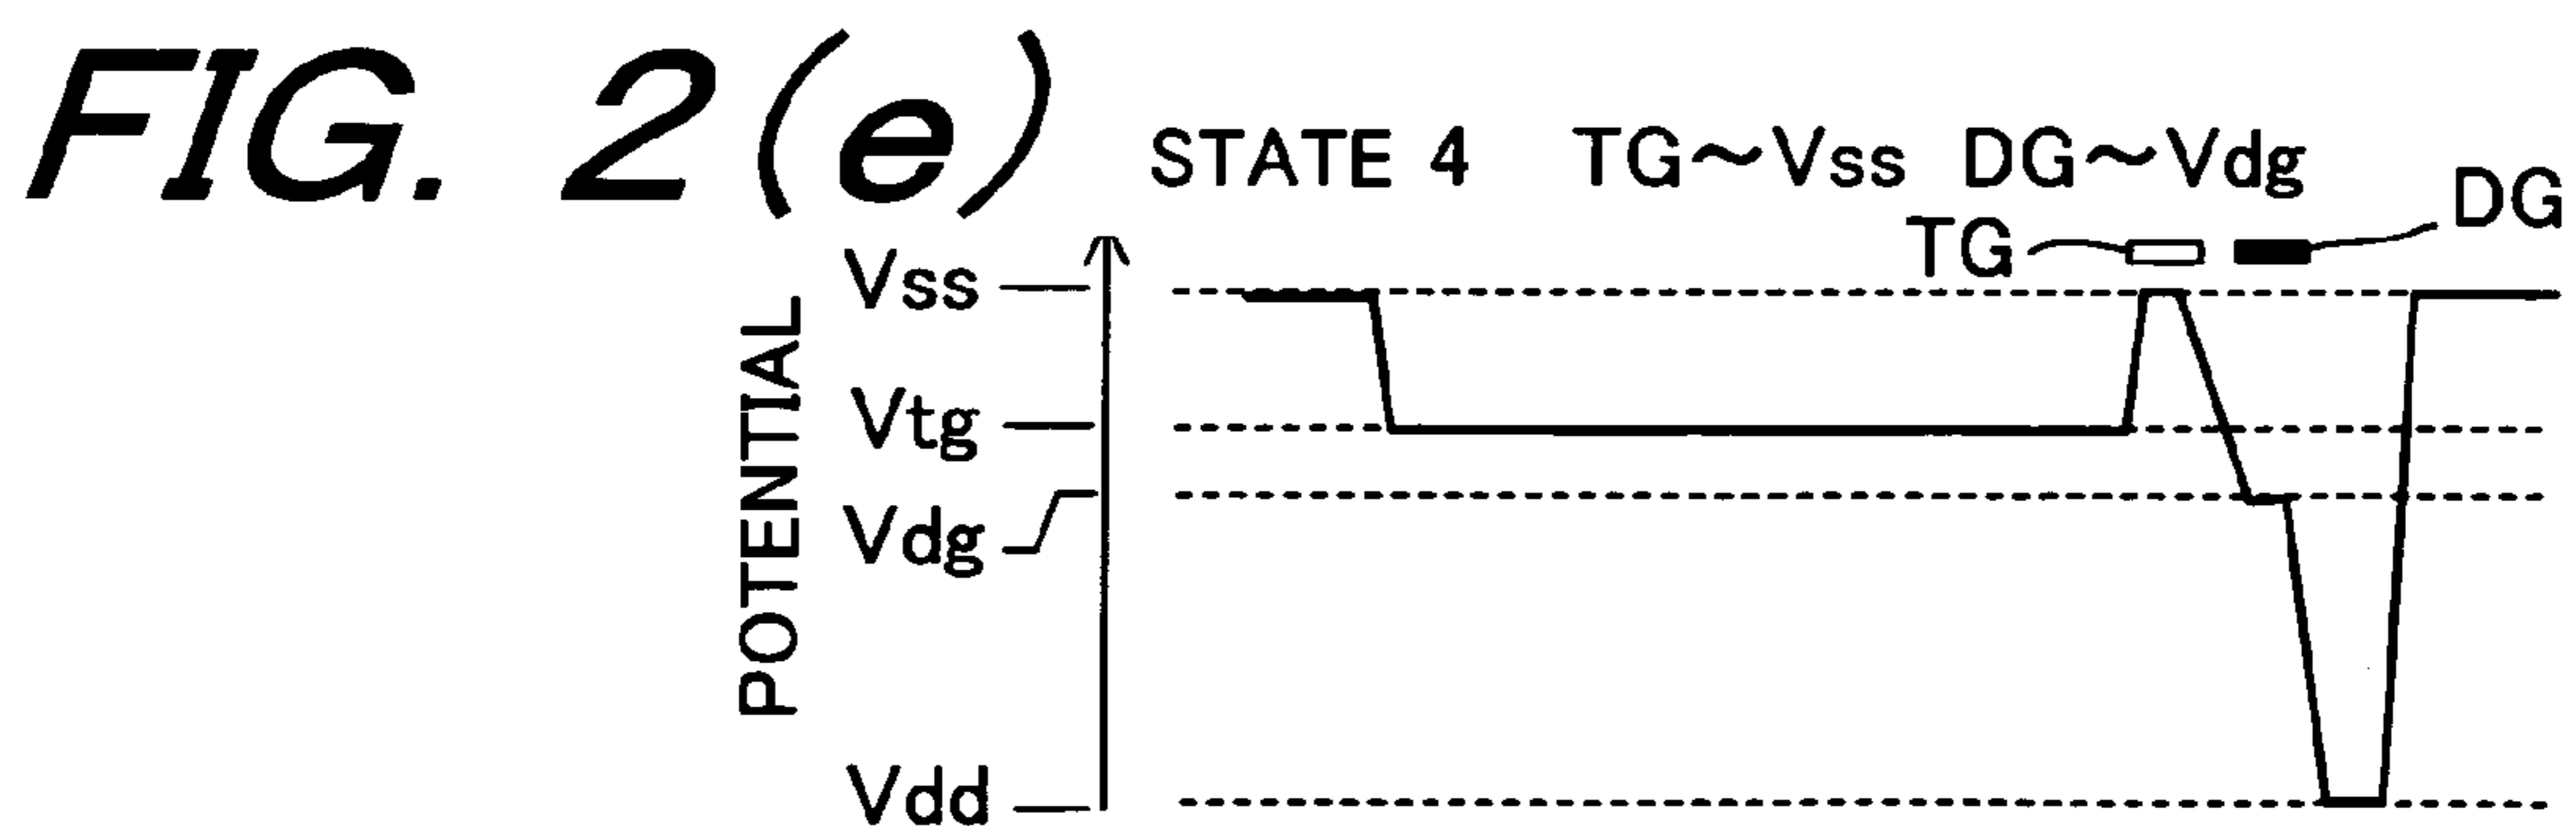 FIG. 2(e)
STATE 4 TG~Vss DG~Vdg
TG
DG
POTENTIAL
Vss
Vtg
Vdg
Vdd